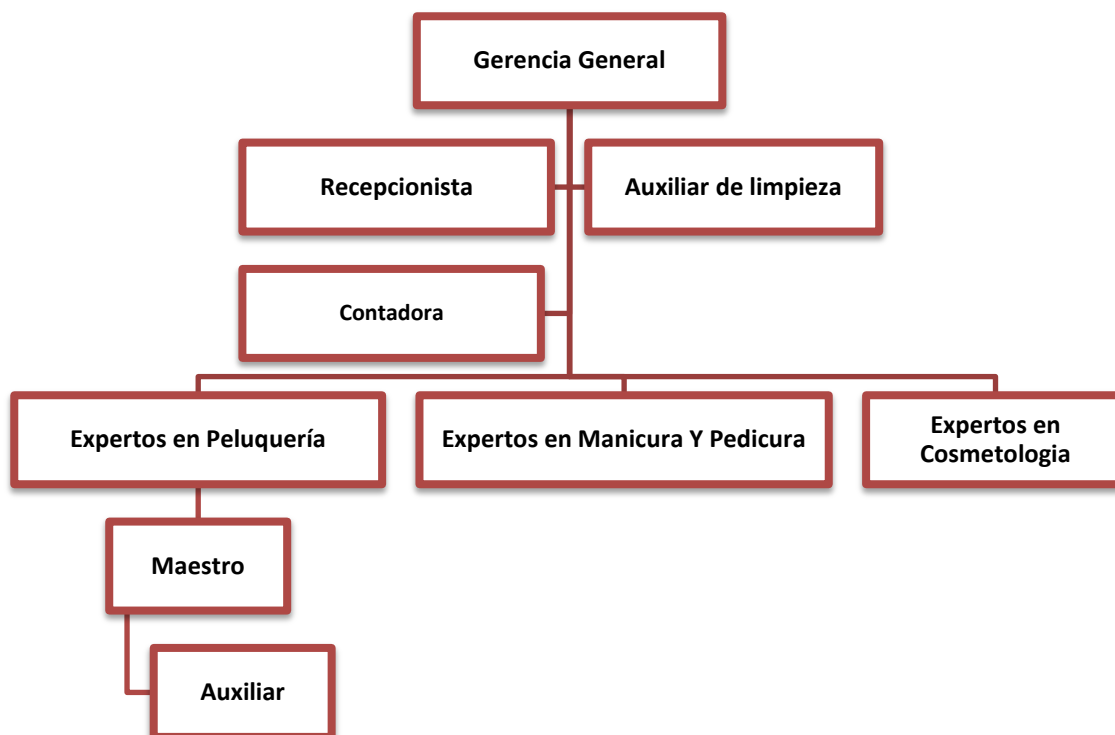 Gerencia General
Recepcionista
Auxiliar de limpieza
Contadora
Expertos en Peluquería
Expertos en Manicura Y Pedicura
Expertos en
Cosmetologia
Maestro
Auxiliar